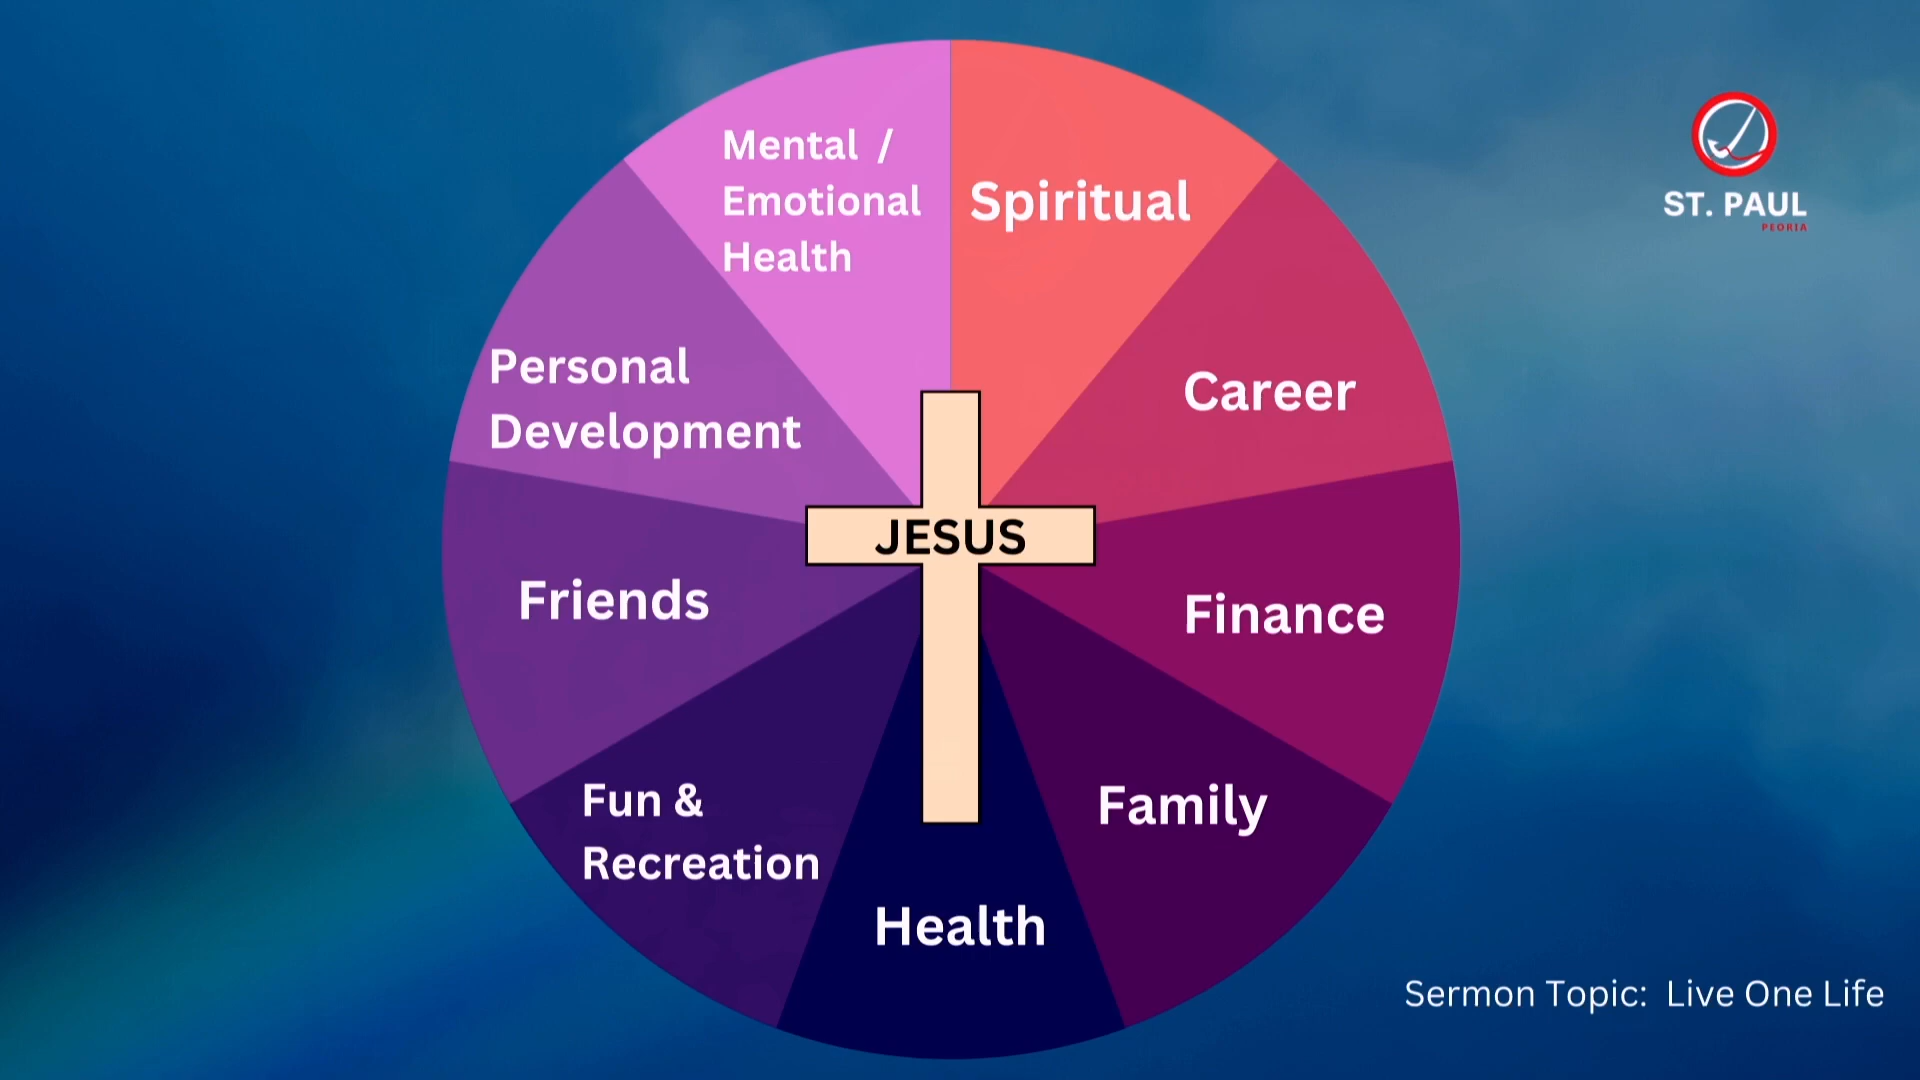 Mental /
Emotional
Health
Spiritual
ST. PAUL
PEORIA
Personal
Development
Career
JESUS
Friends
Finance
Fun &
Recreation
Family
Health
Sermon Topic: Live One Life